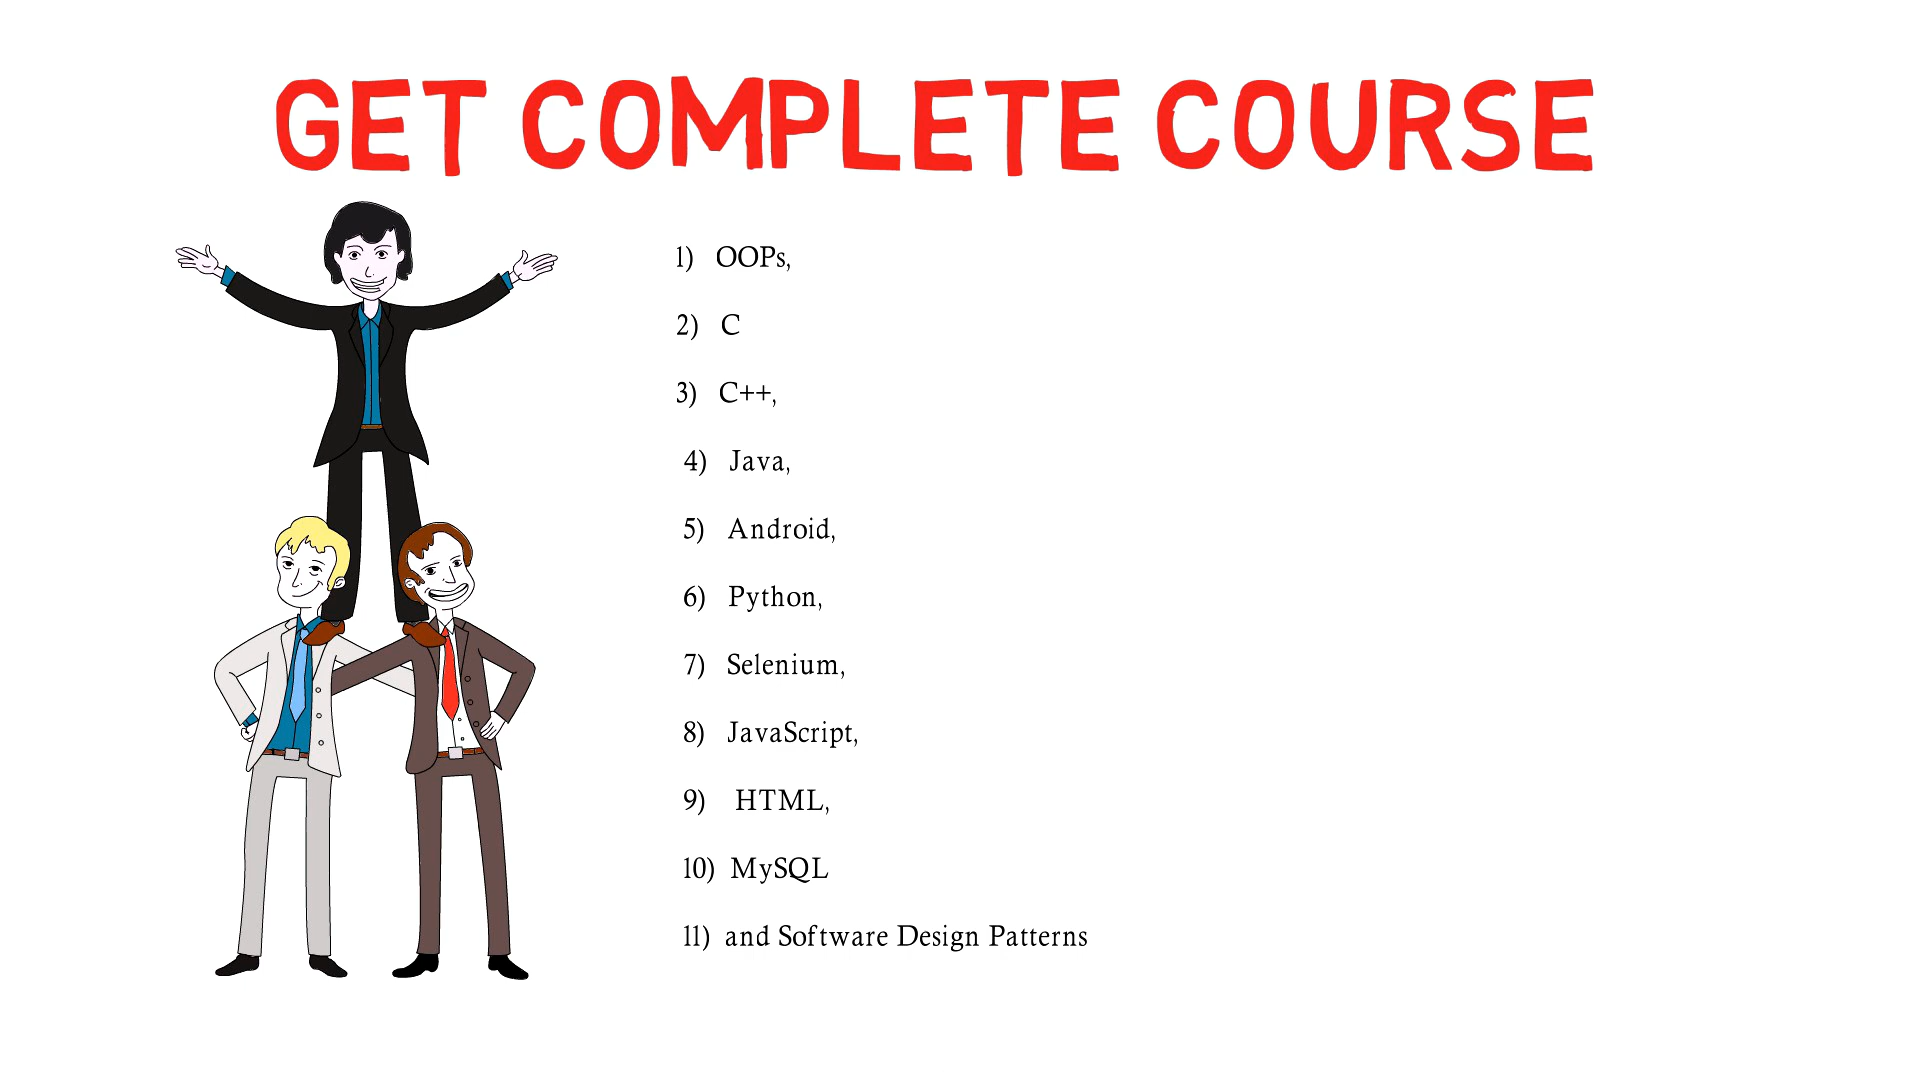 GET COMPLETE COURSE
1) OOPs,
2) C
3) C++,
4) Java,
5) Android,
6) Python,
7) Selenium,
8) JavaScript,
9) HTML,
10) MySQL
11) and Software Design Patterns